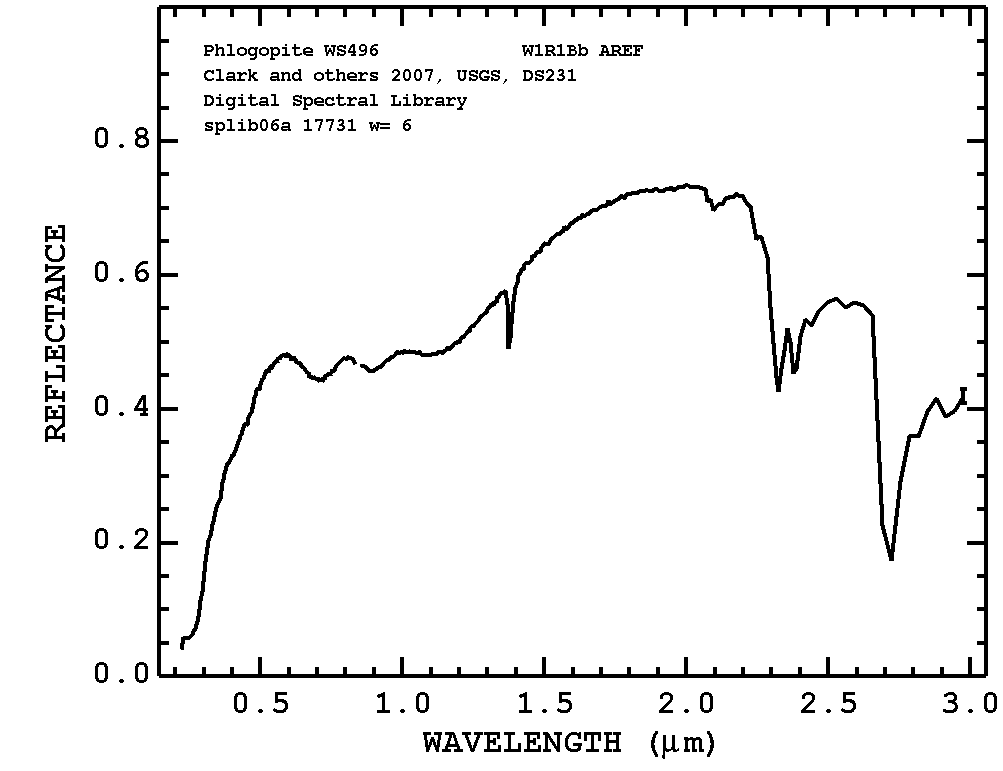 Phlogopite WS496 W1R1Bb AREF
Clark and others 2007, USGS, DS231
Digital Spectral Library
splib06a 17731 w= 6
0.8
0.6
0.4
0.2
0.0
REFLECTANCE
0.5 1.0 1.5 2.0 2.5 3.0
WAVELENGTH (μm)